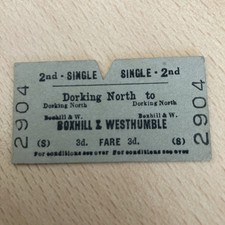 2nd · SINGLE SINGLE · 2nd
Dorking North to
Dorking North Dorking North
Boxhill & W. Boxhill & W.
BOXHILL & WESTHUMBLE
(S) 3d. FARE 3d. (S)
For conditions see over For conditions see over
2904
2904